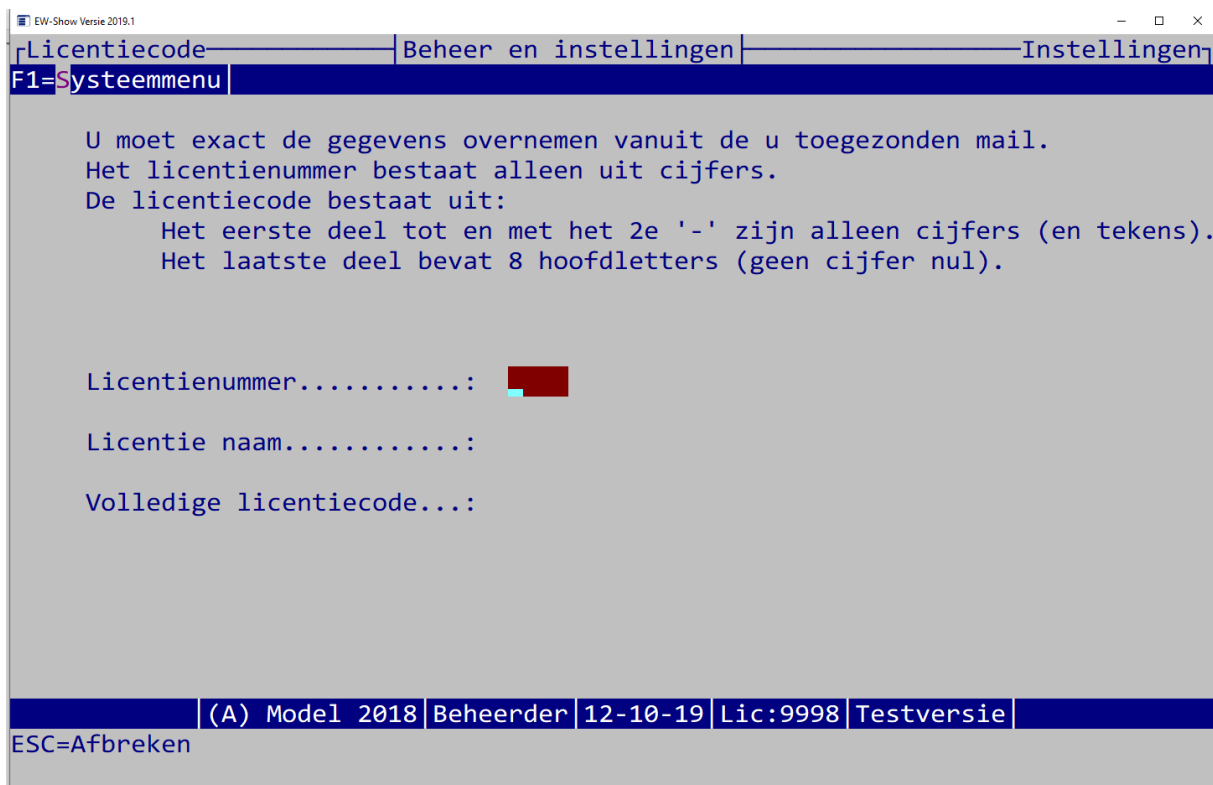 EW-Show Versie 2019.1
Licentiecode Beheer en instellingen Instellingen
F1=Systeemmenu
U moet exact de gegevens overnemen vanuit de u toegezonden mail.
Het licentienummer bestaat alleen uit cijfers.
De licentiecode bestaat uit:
Het eerste deel tot en met het 2e '-' zijn alleen cijfers (en tekens).
Het laatste deel bevat 8 hoofdletters (geen cijfer nul).
Licentienummer...........:
Licentie naam............:
Volledige licentiecode...:
(A) Model 2018|Beheerder|12-10-19|Lic:9998|Testversie|
ESC=Afbreken